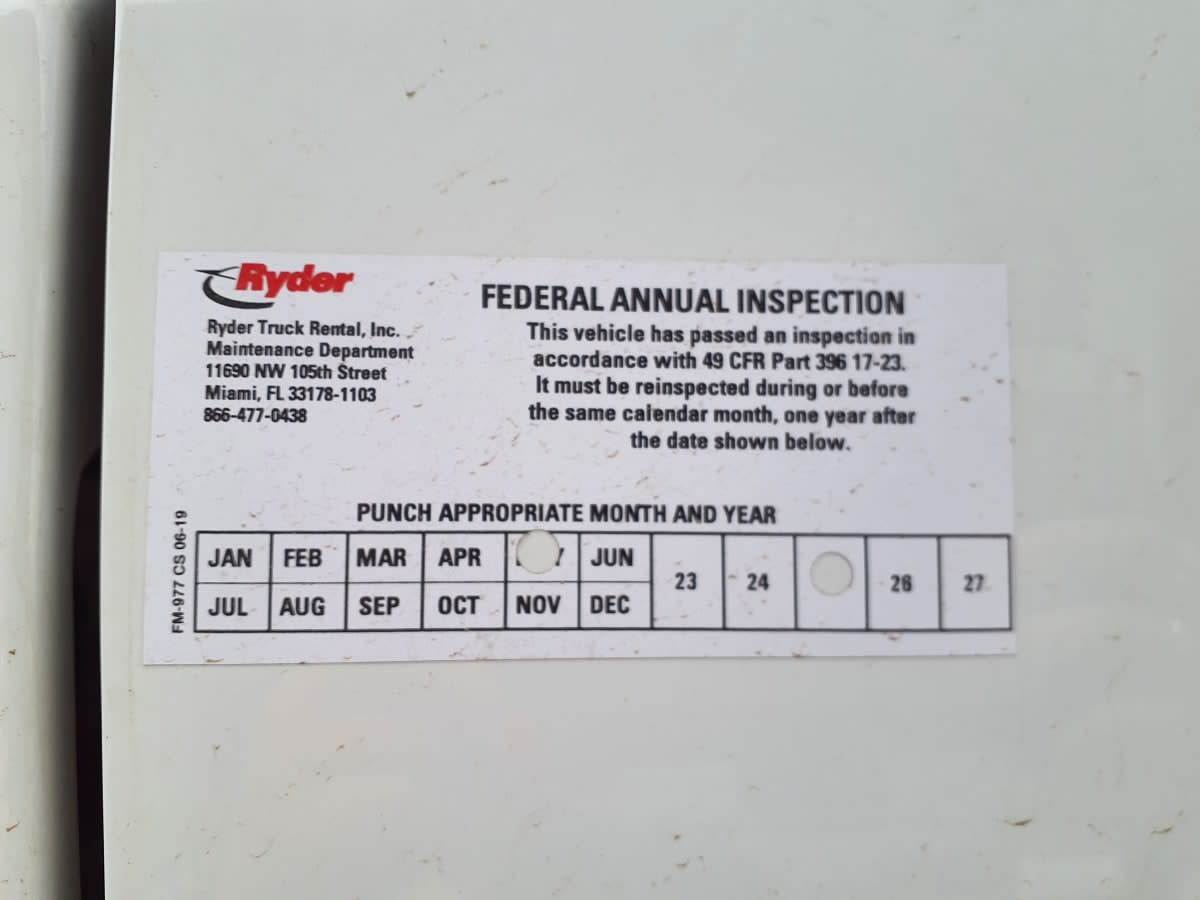 Ryder
Ryder Truck Rental, Inc.
Maintenance Department
11690 NW 105th Street
Miami, FL 33178-1103
866-477-0438
FEDERAL ANNUAL INSPECTION
This vehicle has passed an inspection in
accordance with 49 CFR Part 396 17-23.
It must be reinspected during or before
the same calendar month, one year after
the date shown below.
PUNCH APPROPRIATE MONTH AND YEAR
JAN FEB MAR APR JUN
JUL AUG SEP OCT NOV DEC
23 24 26 27
FM-977 CS 06-19